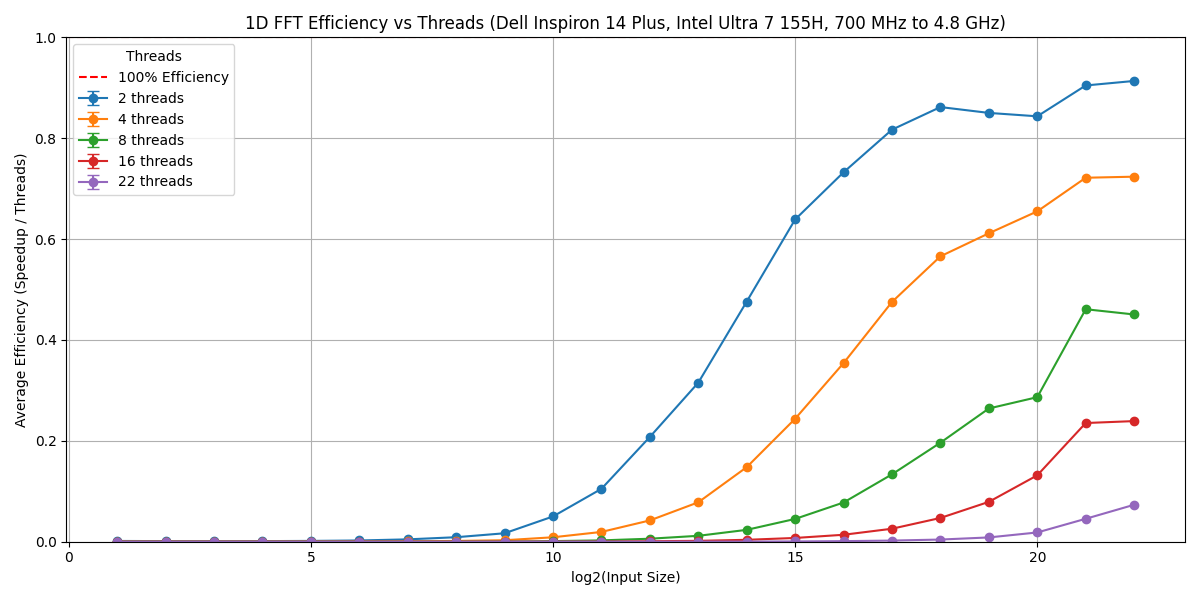 1D FFT Efficiency vs Threads (Dell Inspiron 14 Plus, Intel Ultra 7 155H, 700 MHz to 4.8 GHz)
Threads
100% Efficiency
2 threads
4 threads
8 threads
16 threads
22 threads
Average Efficiency (Speedup / Threads)
1.0
0.8
0.6
0.4
0.2
0.0
0
5
10
15
20
log2(Input Size)